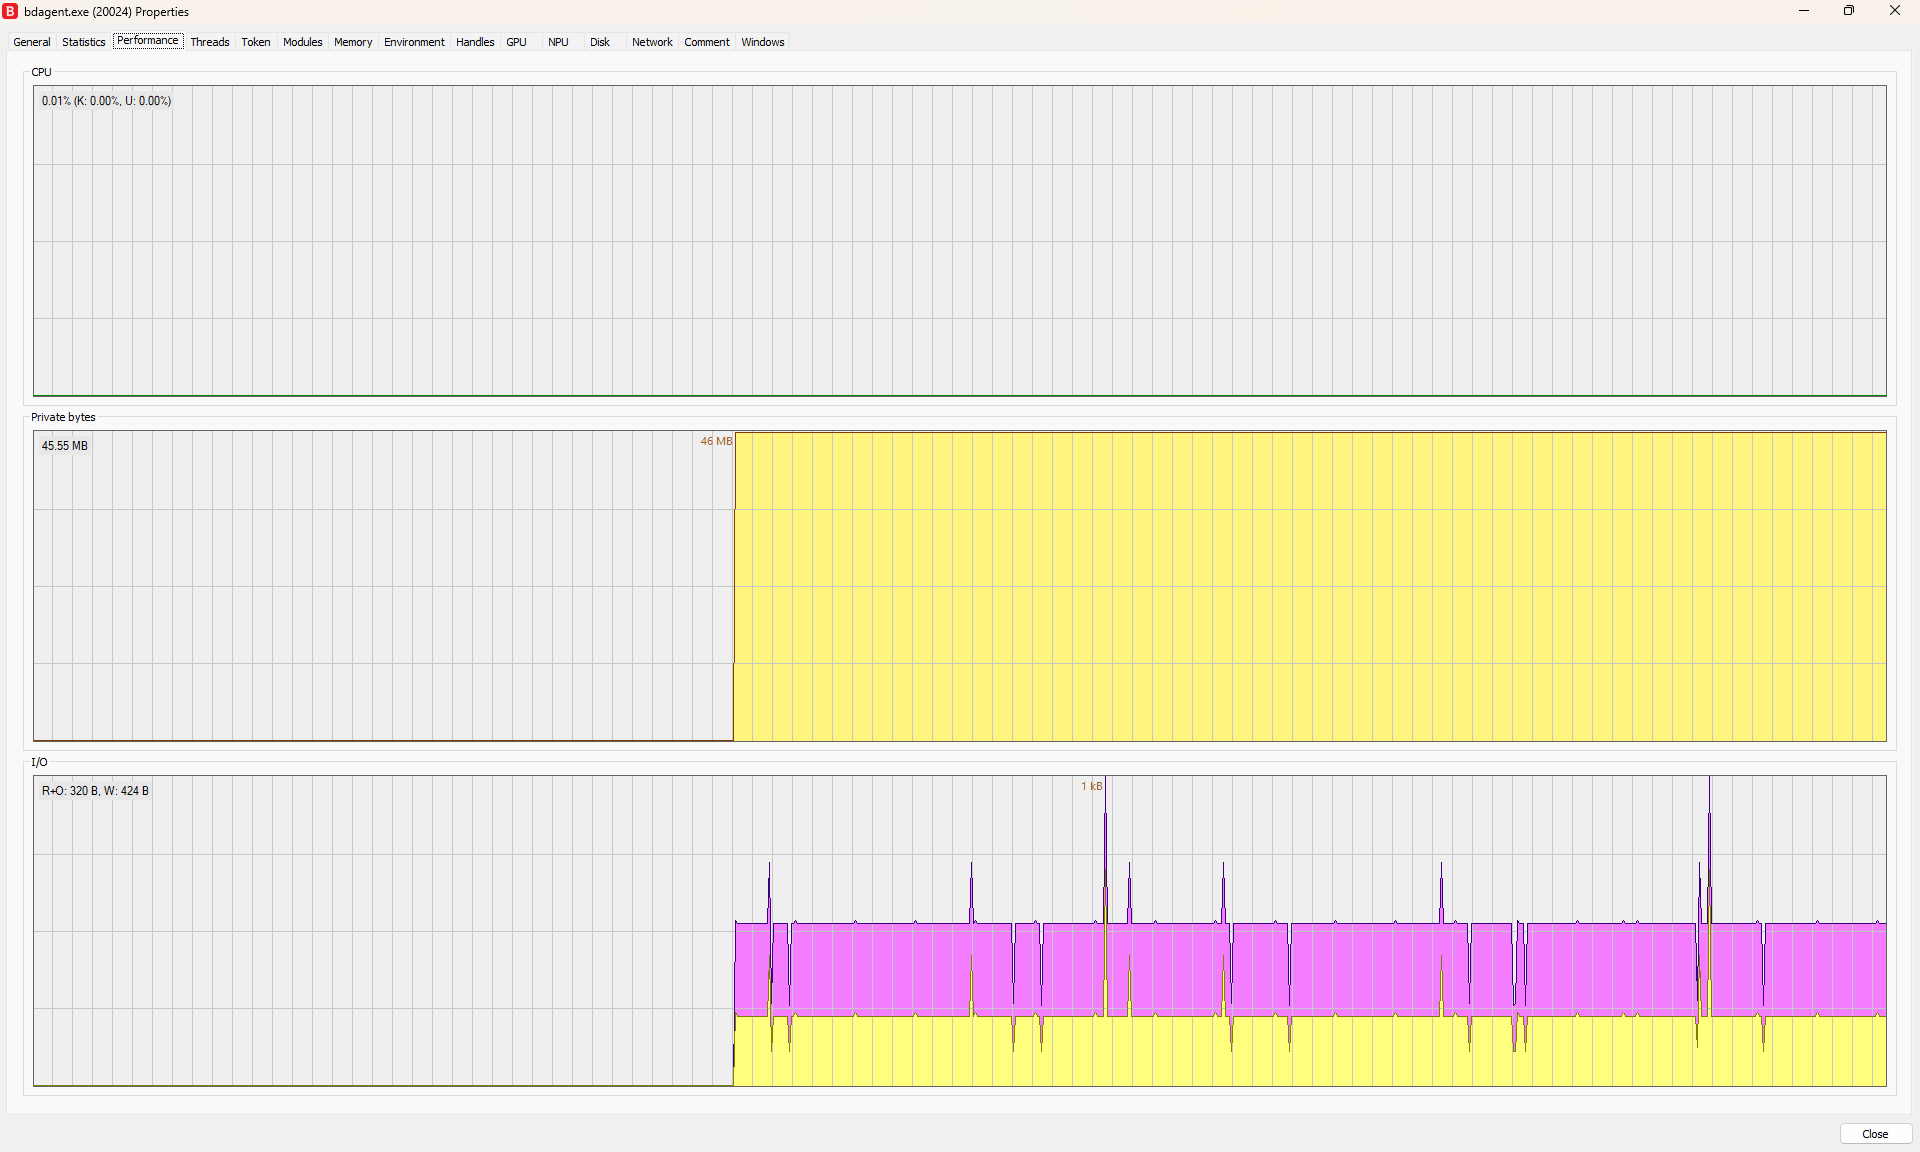 B bdagent.exe (20024) Properties
General Statistics Performance Threads Token Modules Memory Environment Handles GPU NPU Disk Network Comment Windows
CPU
0.01% (K: 0.00%, U: 0.00%)
Private bytes
45.55 MB
46 MB
I/O
R+O: 320 B, W: 424 B
1 kB
Close